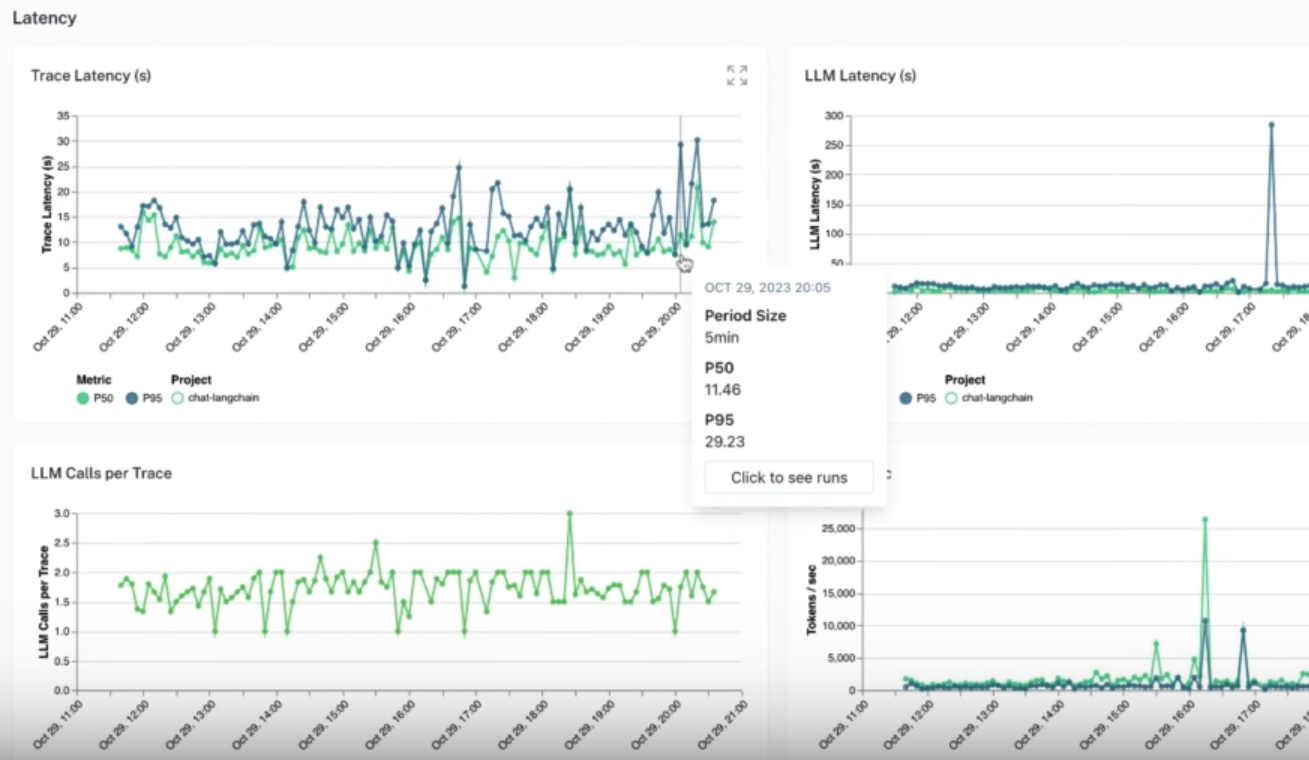 Latency
Trace Latency (s)
35
30
25
20
15
10
5
0
Trace Latency (s)
Oct 29, 11:00
Oct 29, 12:00
Oct 29, 13:00
Oct 29, 14:00
Oct 29, 15:00
Oct 29, 16:00
Oct 29, 17:00
Oct 29, 18:00
Oct 29, 19:00
Oct 29, 20:00
Metric Project
P50 P95 chat-langchain
LLM Latency (s)
300
250
200
150
100
50
LLM Latency (s)
12:00
Oct 29, 13:00
Oct 29, 14:00
Oct 29, 15:00
Oct 29, 16:00
Oct 29, 17:00
Oct 29, 18
Project
P95 chat-langchain
OCT 29, 2023 20:05
Period Size
5min
P50
11.46
P95
29.23
Click to see runs
LLM Calls per Trace
3.0
2.5
2.0
1.5
1.0
0.5
0.0
LLM Calls per Trace
Oct 29, 11:00
Oct 29, 12:00
Oct 29, 13:00
Oct 29, 14:00
Oct 29, 15:00
Oct 29, 16:00
Oct 29, 17:00
Oct 29, 18:00
Oct 29, 19:00
Oct 29, 20:00
Oct 29, 21:00
c
25,000
20,000
15,000
10,000
5,000
0
Tokens / sec
Oct 29, 11:00
Oct 29, 12:00
Oct 29, 13:00
Oct 29, 14:00
Oct 29, 15:00
Oct 29, 16:00
Oct 29, 17:00
Oct 29, 1